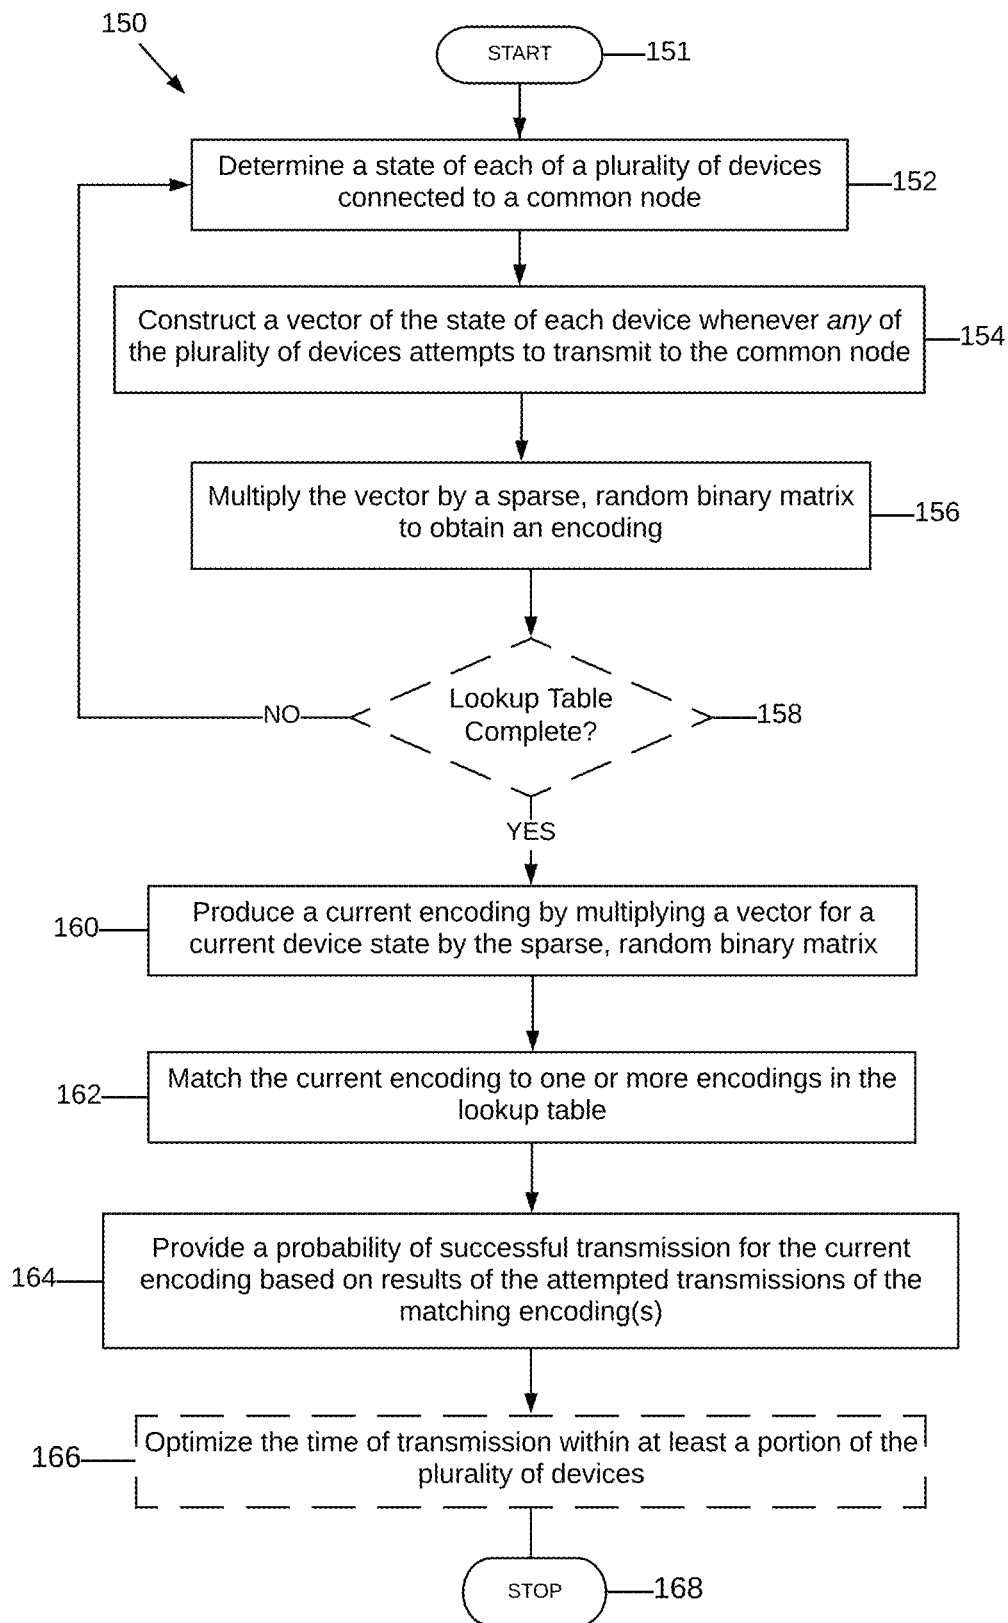 150
START
151
Determine a state of each of a plurality of devices
connected to a common node
152
Construct a vector of the state of each device whenever any of
the plurality of devices attempts to transmit to the common node
154
Multiply the vector by a sparse, random binary matrix
to obtain an encoding
156
Lookup Table
Complete?
NO
158
YES
160
Produce a current encoding by multiplying a vector for a
current device state by the sparse, random binary matrix
162
Match the current encoding to one or more encodings in the
lookup table
164
Provide a probability of successful transmission for the current
encoding based on results of the attempted transmissions of the
matching encoding(s)
166
Optimize the time of transmission within at least a portion of the
plurality of devices
STOP
168